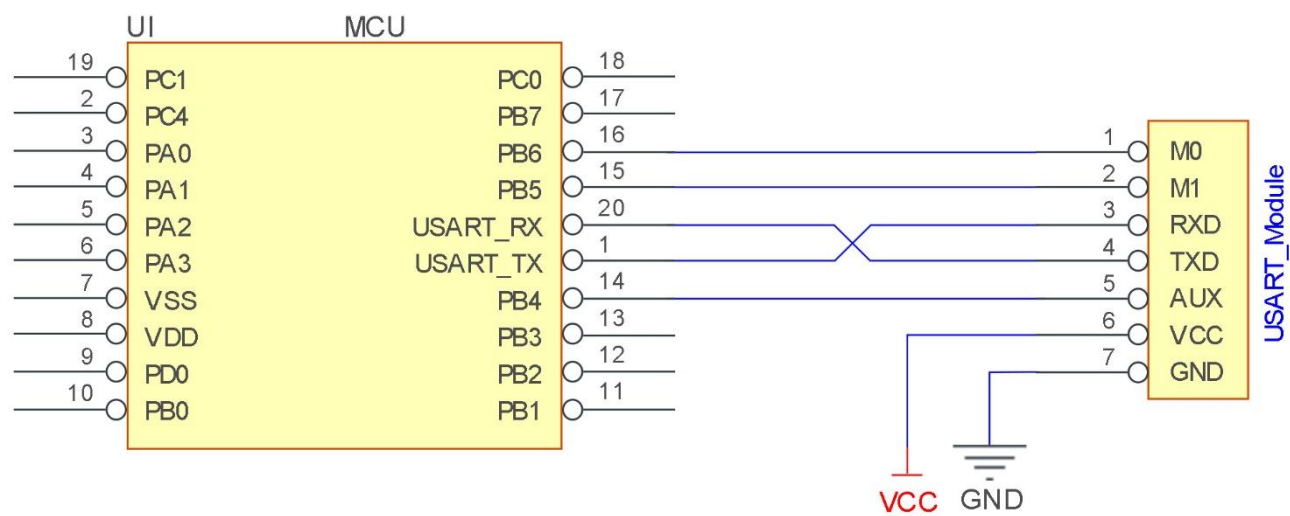 UI MCU
19 PC1 PC0 18
2 PC4 PB7 17
3 PA0 PB6 16 1 M0
4 PA1 PB5 15 2 M1
5 PA2 USART_RX 20 3 RXD
6 PA3 USART_TX 1 4 TXD
7 VSS PB4 14 5 AUX
8 VDD PB3 13 6 VCC
9 PD0 PB2 12 7 GND
10 PB0 PB1 11
USART_Module
VCC GND